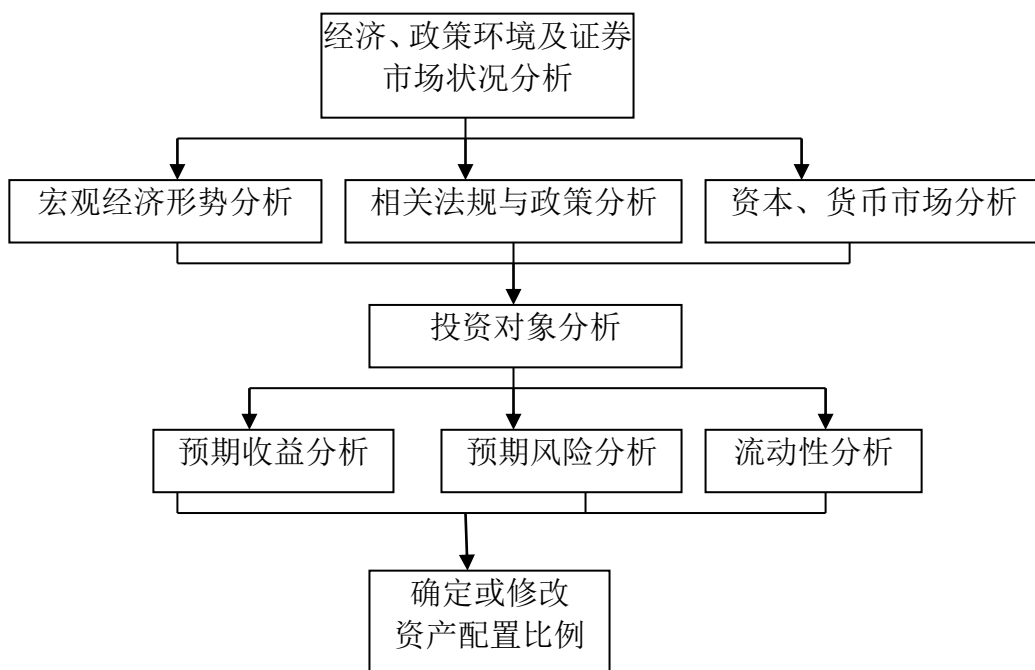 经济、政策环境及证券
市场状况分析
宏观经济形势分析
相关法规与政策分析
资本、货币市场分析
投资对象分析
预期收益分析
预期风险分析
流动性分析
确定或修改
资产配置比例